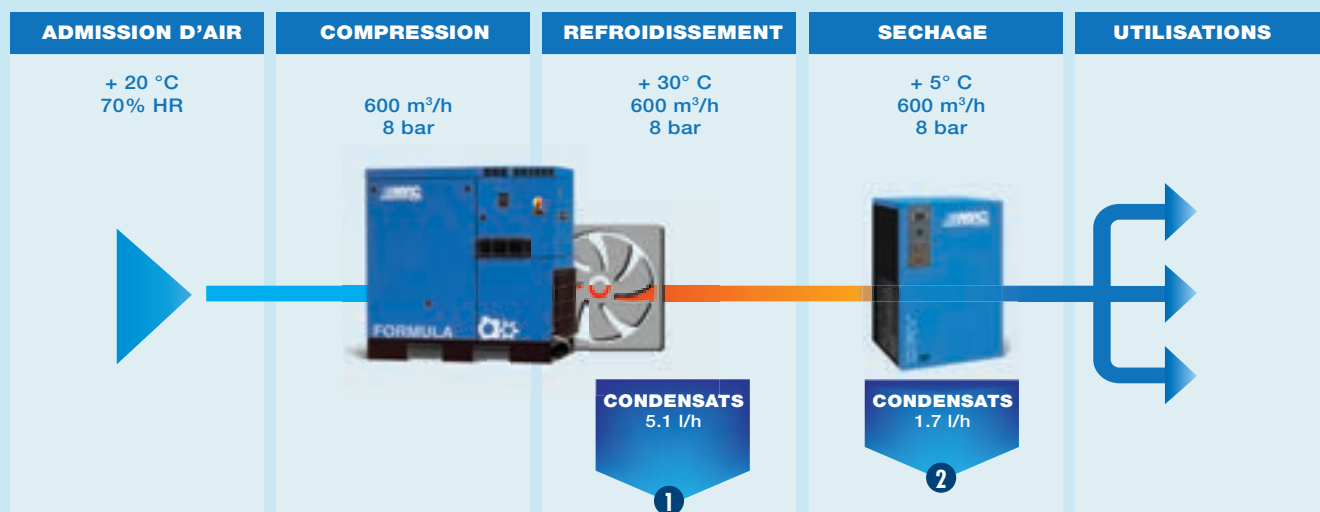 ADMISSION D'AIR
COMPRESSION
REFROIDISSEMENT
SECHAGE
UTILISATIONS
+ 20 °C
70% HR
600 m³/h
8 bar
+ 30° C
600 m³/h
8 bar
+ 5° C
600 m³/h
8 bar
FORMULA
CONDENSATS
5.1 l/h
1
CONDENSATS
1.7 l/h
2